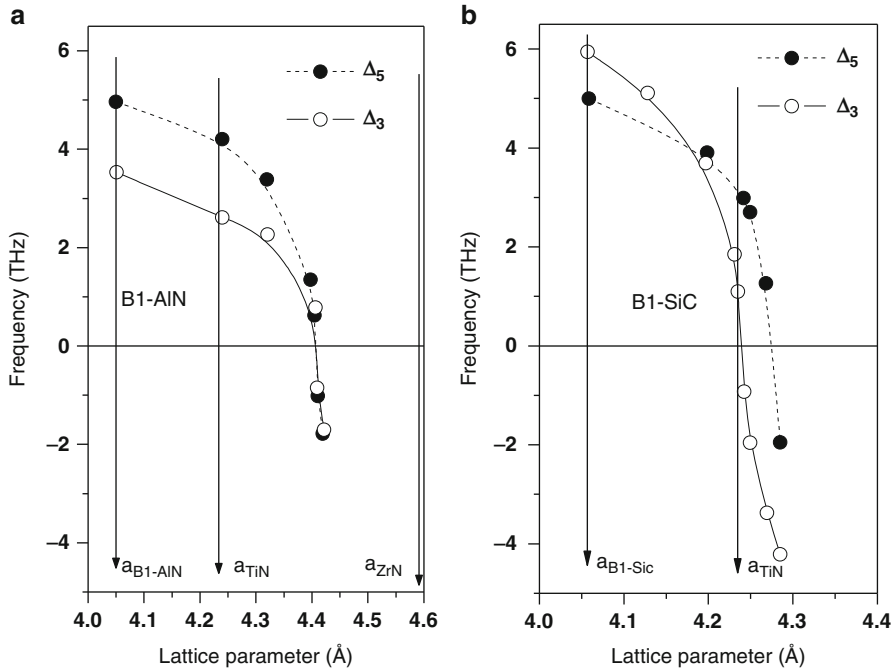 a
Frequency (THz)
6
4
2
0
−2
−4
Δ5
Δ3
B1-AlN
aB1-AlN
aTiN
aZrN
4.0 4.1 4.2 4.3 4.4 4.5 4.6
Lattice parameter (Å)
b
Frequency (THz)
6
4
2
0
−2
−4
Δ5
Δ3
B1-SiC
aB1-Sic
aTiN
4.0 4.1 4.2 4.3 4.4
Lattice parameter (Å)